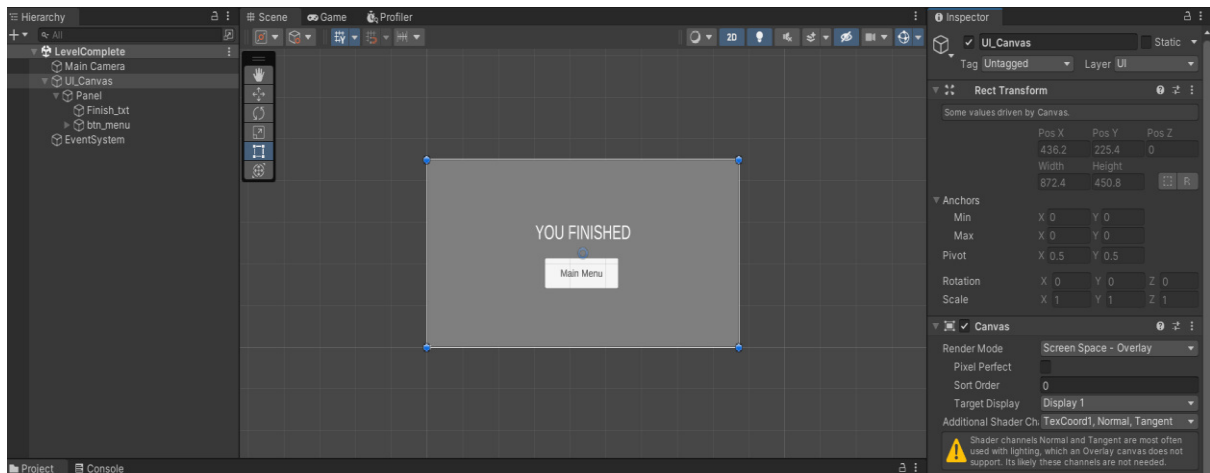 Hierarchy
All
LevelComplete
Main Camera
UI_Canvas
Panel
Finish_txt
btn_menu
EventSystem
Scene Game Profiler
2D
YOU FINISHED
Main Menu
Inspector
UI_Canvas Static
Tag Untagged Layer UI
Rect Transform
Some values driven by Canvas.
Pos X Pos Y Pos Z
436.2 225.4 0
Width Height
872.4 450.8 R
Anchors
Min X 0 Y 0
Max X 0 Y 0
Pivot X 0.5 Y 0.5
Rotation X 0 Y 0 Z 0
Scale X 1 Y 1 Z 1
Canvas
Render Mode Screen Space - Overlay
Pixel Perfect
Sort Order 0
Target Display Display 1
Additional Shader Ch TexCoord1, Normal, Tangent
Shader channels Normal and Tangent are most often
used with lighting, which an Overlay canvas does not
support. Its likely these channels are not needed.
Project Console